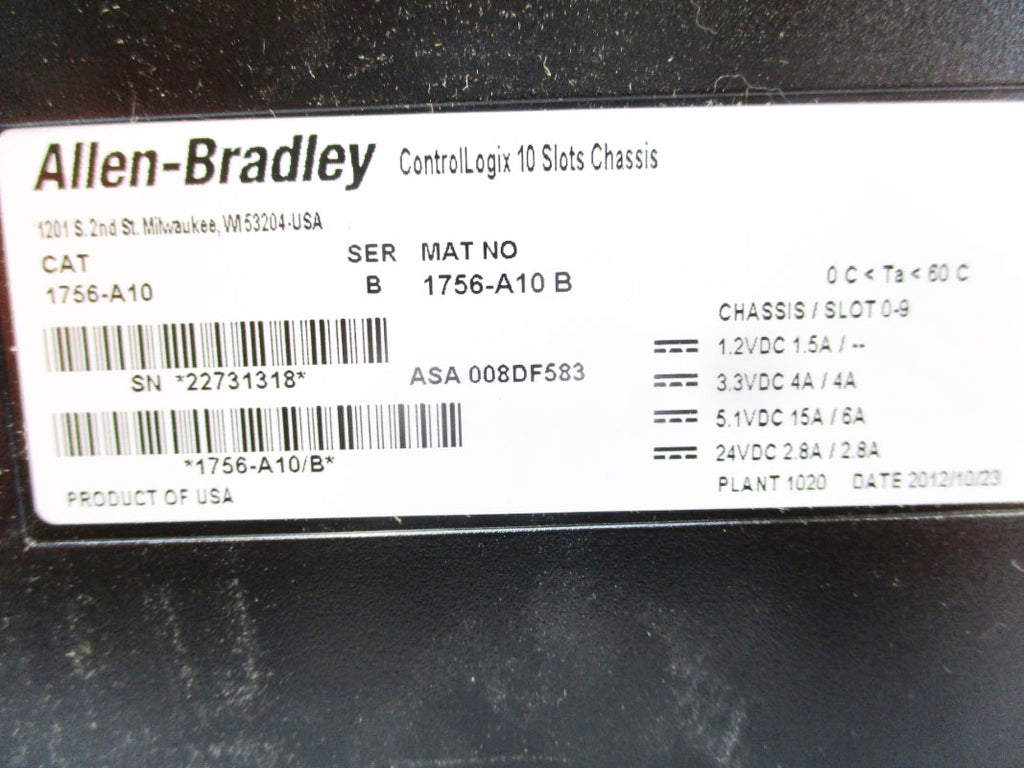 Allen-Bradley ControlLogix 10 Slots Chassis
1201 S. 2nd St. Milwaukee, WI 53204-USA
CAT SER MAT NO
1756-A10 B 1756-A10 B
0 C < Ta < 60 C
CHASSIS / SLOT 0-9
1.2VDC 1.5A / --
SN *22731318* ASA 008DF583
3.3VDC 4A / 4A
5.1VDC 15A / 6A
24VDC 2.8A / 2.8A
*1756-A10/B*
PRODUCT OF USA
PLANT 1020 DATE 2012/10/23